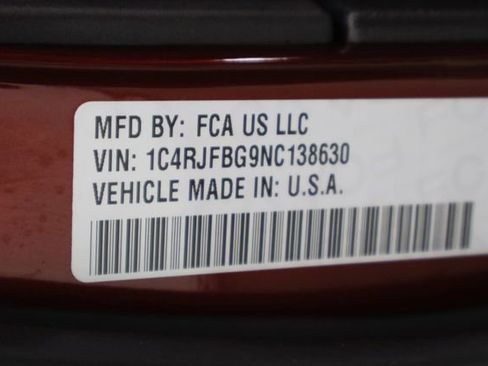 MFD BY: FCA US LLC
VIN: 1C4RJFBG9NC138630
VEHICLE MADE IN: U.S.A.